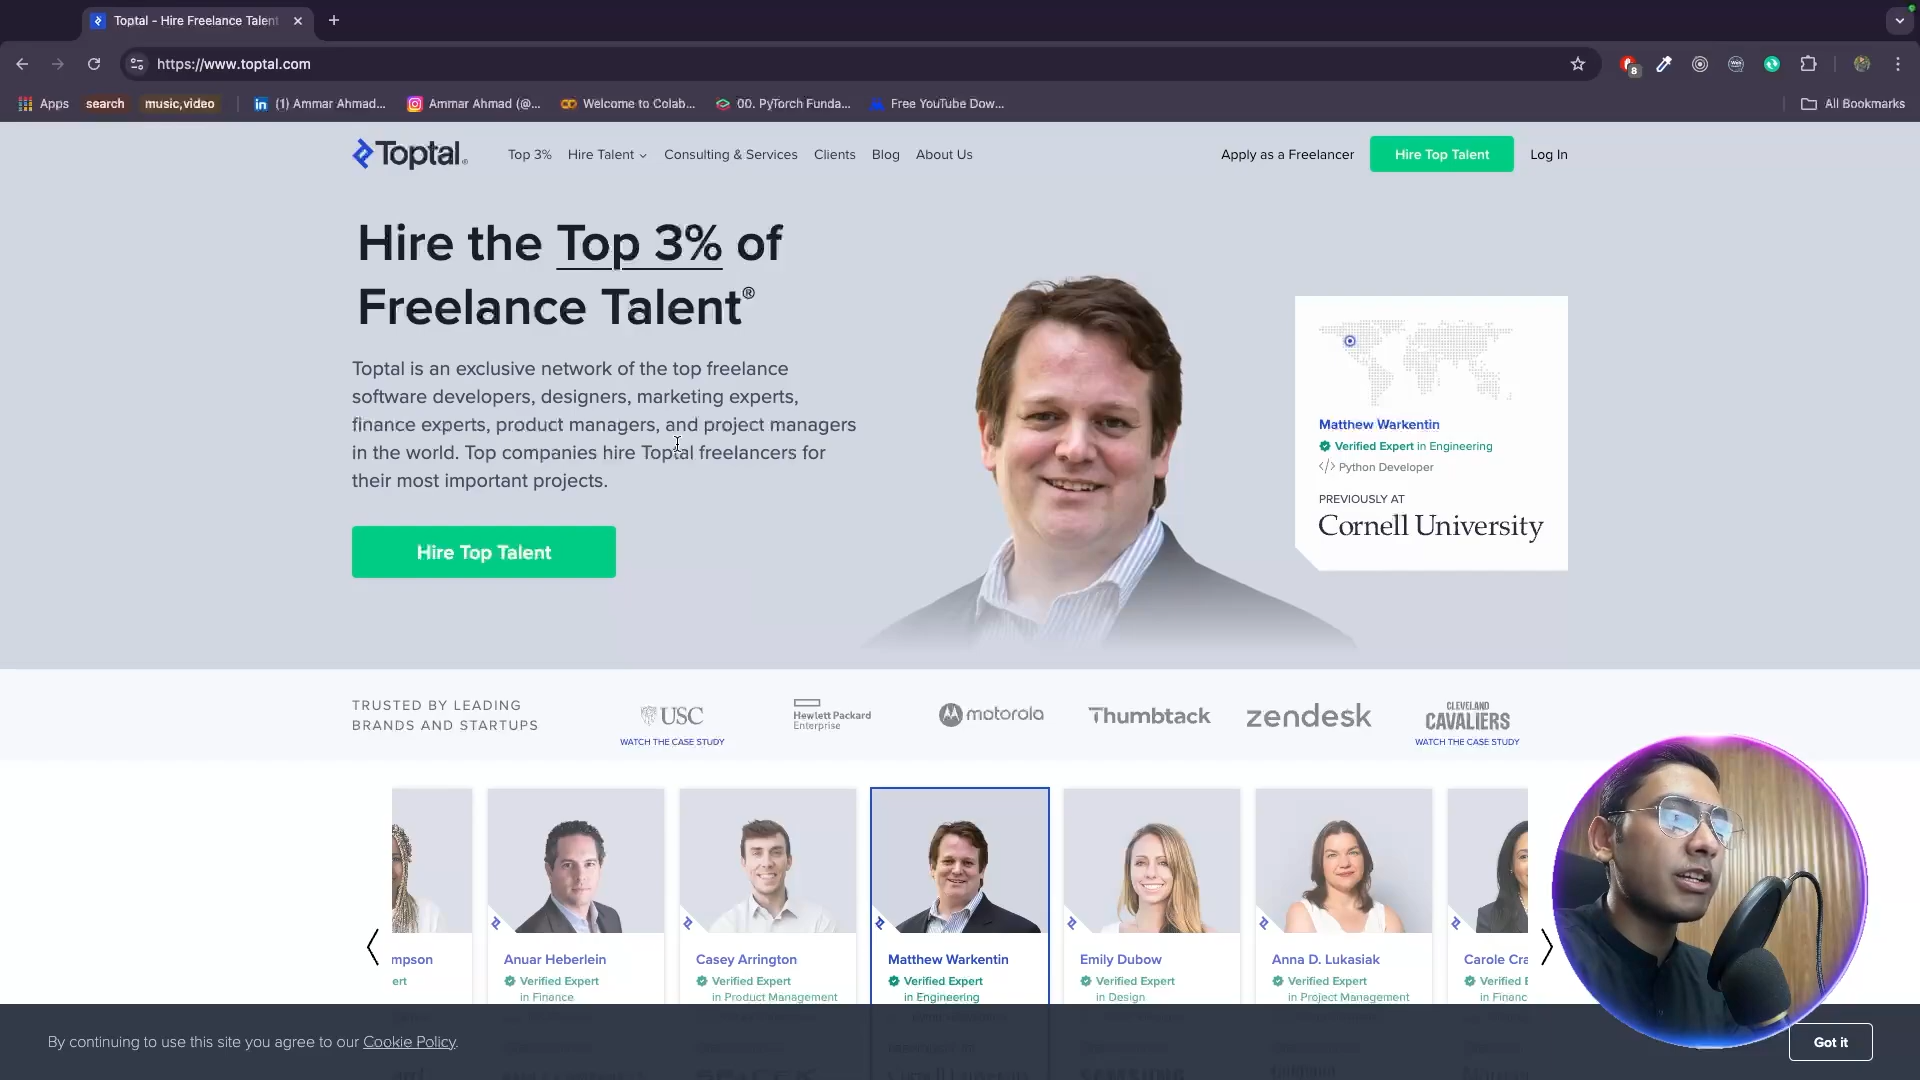 Toptal - Hire Freelance Talent
https://www.toptal.com
8
Apps
search
music,video
(1) Ammar Ahmad...
Ammar Ahmad (@...
Welcome to Colab...
00. PyTorch Funda...
Free YouTube Dow...
All Bookmarks
Toptal
Top 3%
Hire Talent
Consulting & Services
Clients
Blog
About Us
Apply as a Freelancer
Hire Top Talent
Log In
Hire the Top 3% of
Freelance Talent®
Toptal is an exclusive network of the top freelance
software developers, designers, marketing experts,
finance experts, product managers, and project managers
in the world. Top companies hire Toptal freelancers for
their most important projects.
Hire Top Talent
Matthew Warkentin
Verified Expert in Engineering
Python Developer
PREVIOUSLY AT
Cornell University
TRUSTED BY LEADING
BRANDS AND STARTUPS
USC
WATCH THE CASE STUDY
Hewlett Packard
Enterprise
motorola
Thumbtack
zendesk
CLEVELAND
CAVALIERS
WATCH THE CASE STUDY
mpson
ert
Anuar Heberlein
Verified Expert
in Finance
Casey Arrington
Verified Expert
in Product Management
Matthew Warkentin
Verified Expert
in Engineering
Emily Dubow
Verified Expert
in Design
Anna D. Lukasiak
Verified Expert
in Project Management
Carole Cra
Verified E
in Financ
By continuing to use this site you agree to our Cookie Policy.
Got it